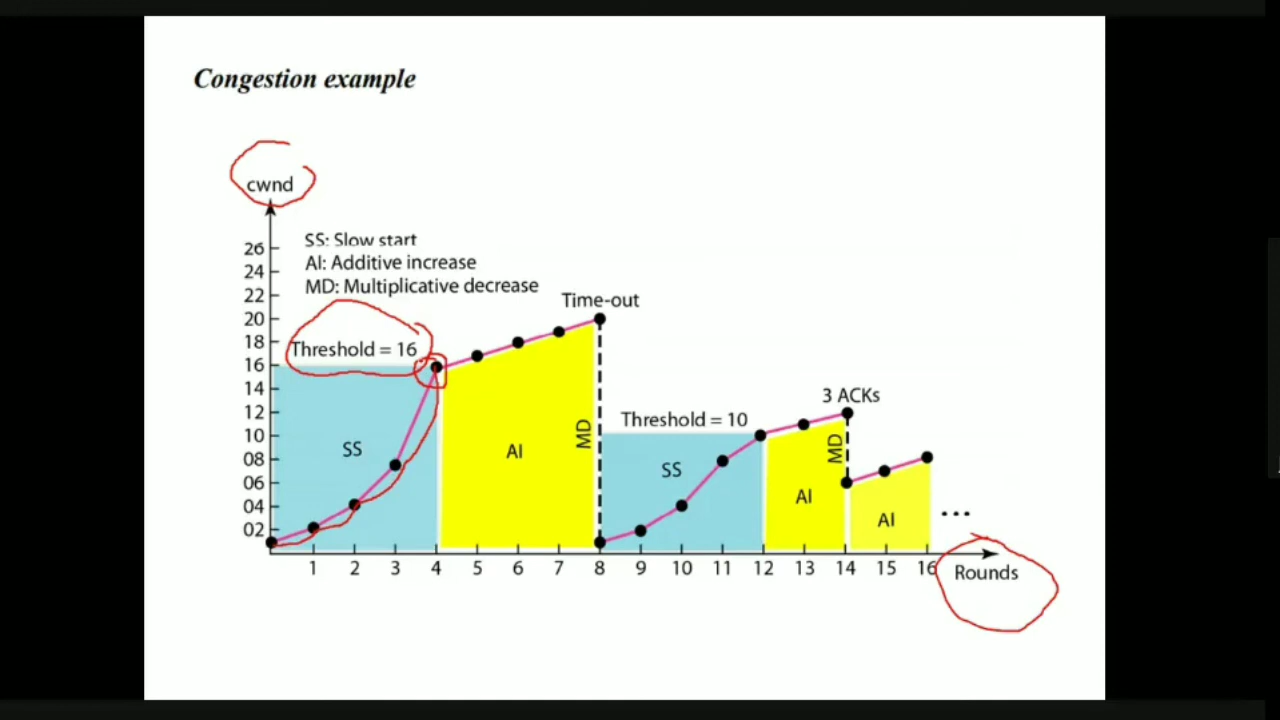 Congestion example
cwnd
SS: Slow start
AI: Additive increase
MD: Multiplicative decrease
26
24
22
20
18
16
14
12
10
08
06
04
02
Time-out
Threshold = 16
3 ACKs
Threshold = 10
SS
AI
MD
SS
AI
MD
AI
...
1 2 3 4 5 6 7 8 9 10 11 12 13 14 15 16 Rounds